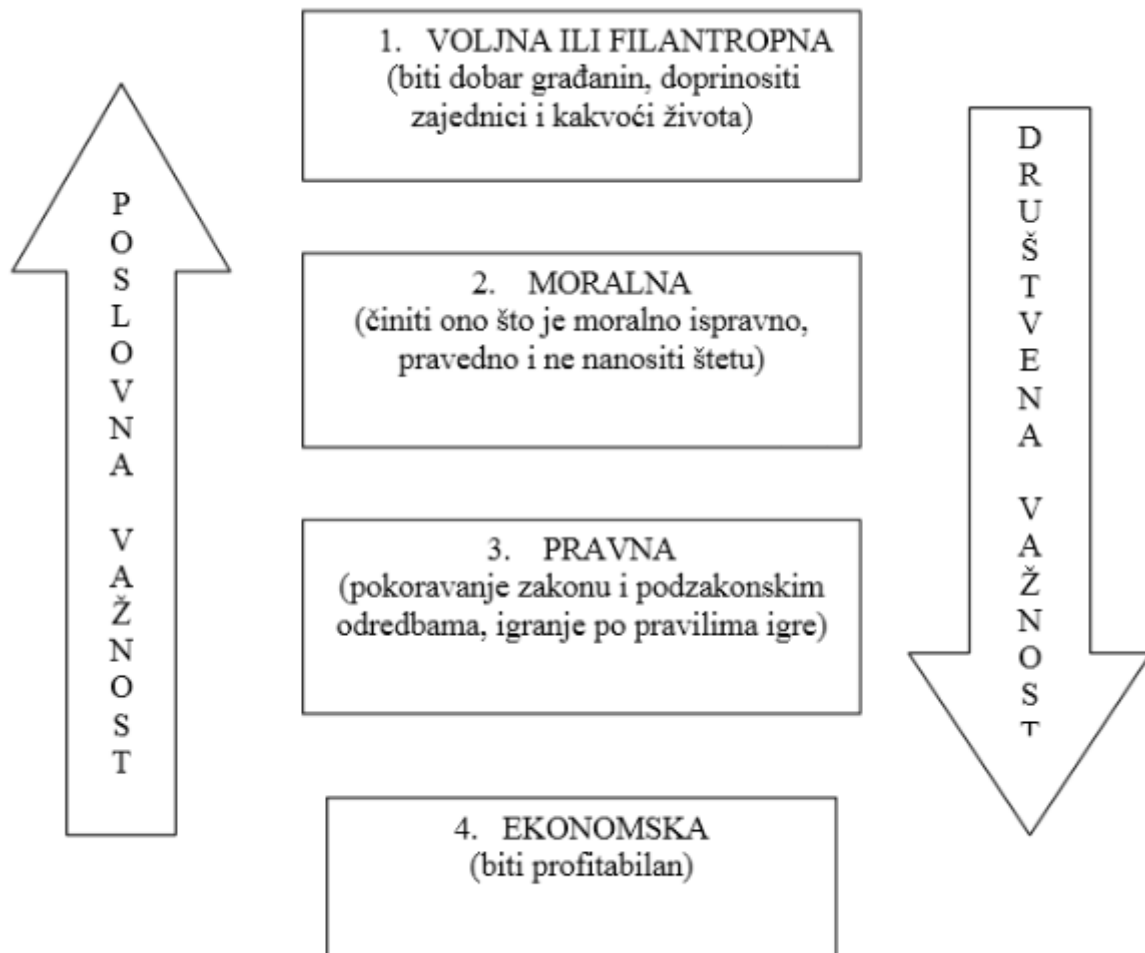 1. VOLJNA ILI FILANTROPNA
(biti dobar građanin, doprinositi
zajednici i kakvoći života)
POSLOVNA VAŽNOST
DRUŠTVENA VAŽNOST
2. MORALNA
(činiti ono što je moralno ispravno,
pravedno i ne nanositi štetu)
3. PRAVNA
(pokoravanje zakonu i podzakonskim
odredbama, igranje po pravilima igre)
4. EKONOMSKA
(biti profitabilan)